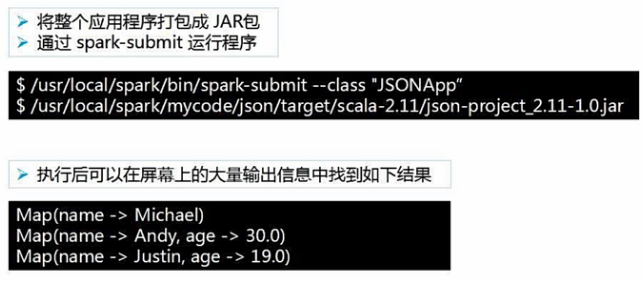 ➢ 将整个应用程序打包成 JAR包
➢ 通过 spark-submit 运行程序
$ /usr/local/spark/bin/spark-submit --class "JSONApp“
$ /usr/local/spark/mycode/json/target/scala-2.11/json-project_2.11-1.0.jar
➢ 执行后可以在屏幕上的大量输出信息中找到如下结果
Map(name -> Michael)
Map(name -> Andy, age -> 30.0)
Map(name -> Justin, age -> 19.0)